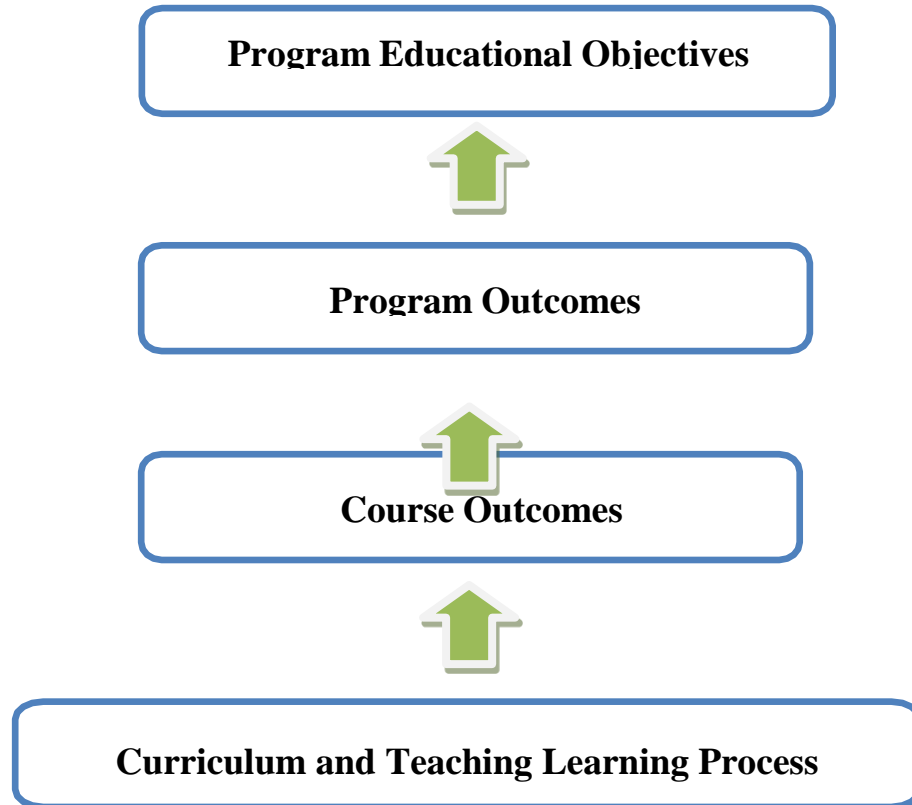 Program Educational Objectives
Program Outcomes
Course Outcomes
Curriculum and Teaching Learning Process